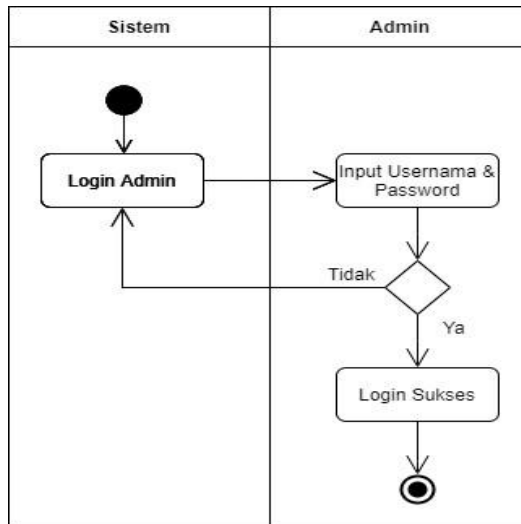 Sistem
Admin
Login Admin
Input Usernama &
Password
Tidak
Ya
Login Sukses